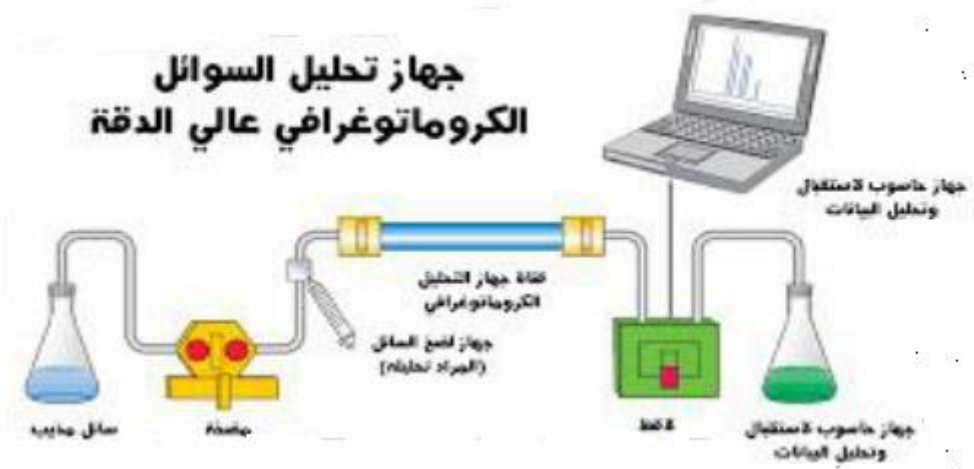 جهاز تحليل السوائل
الكروماتوغرافي عالي الدقة
جهاز حاسوب لاستقبال
وتحليل البيانات
قناة جهاز التحليل
الكروماتوغرافي
جهاز لضخ السائل
(المراد تحليله)
سائل مذيب
مضخة
لاقط
جهاز حاسوب لاستقبال
وتحليل البيانات